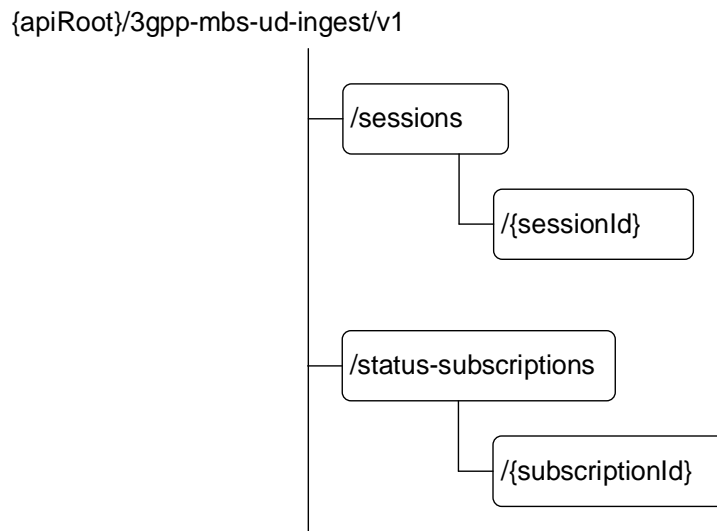 {apiRoot}/3gpp-mbs-ud-ingest/v1
/sessions
/{sessionId}
/status-subscriptions
/{subscriptionId}